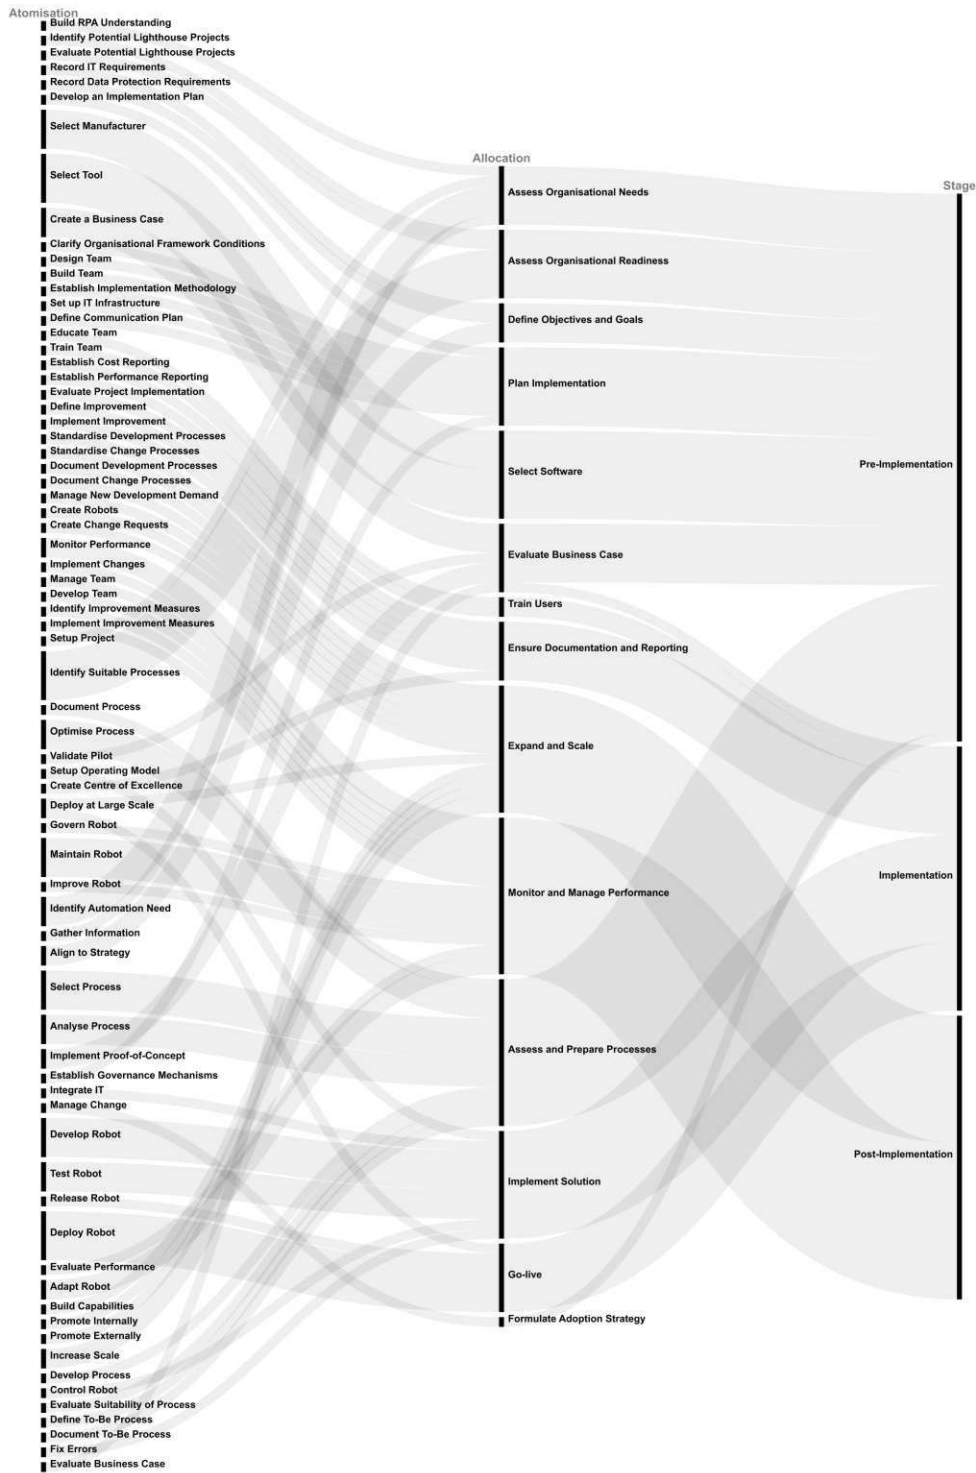 Atomisation
Build RPA Understanding
Identify Potential Lighthouse Projects
Evaluate Potential Lighthouse Projects
Record IT Requirements
Record Data Protection Requirements
Develop an Implementation Plan
Select Manufacturer
Select Tool
Create a Business Case
Clarify Organisational Framework Conditions
Design Team
Build Team
Establish Implementation Methodology
Set up IT Infrastructure
Define Communication Plan
Educate Team
Train Team
Establish Cost Reporting
Establish Performance Reporting
Evaluate Project Implementation
Define Improvement
Implement Improvement
Standardise Development Processes
Standardise Change Processes
Document Development Processes
Document Change Processes
Manage New Development Demand
Create Robots
Create Change Requests
Monitor Performance
Implement Changes
Manage Team
Develop Team
Identify Improvement Measures
Implement Improvement Measures
Setup Project
Identify Suitable Processes
Document Process
Optimise Process
Validate Pilot
Setup Operating Model
Create Centre of Excellence
Deploy at Large Scale
Govern Robot
Maintain Robot
Improve Robot
Identify Automation Need
Gather Information
Align to Strategy
Select Process
Analyse Process
Implement Proof-of-Concept
Establish Governance Mechanisms
Integrate IT
Manage Change
Develop Robot
Test Robot
Release Robot
Deploy Robot
Evaluate Performance
Adapt Robot
Build Capabilities
Promote Internally
Promote Externally
Increase Scale
Develop Process
Control Robot
Evaluate Suitability of Process
Define To-Be Process
Document To-Be Process
Fix Errors
Evaluate Business Case
Allocation
Assess Organisational Needs
Assess Organisational Readiness
Define Objectives and Goals
Plan Implementation
Select Software
Evaluate Business Case
Train Users
Ensure Documentation and Reporting
Expand and Scale
Monitor and Manage Performance
Assess and Prepare Processes
Implement Solution
Go-live
Formulate Adoption Strategy
Stage
Pre-Implementation
Implementation
Post-Implementation